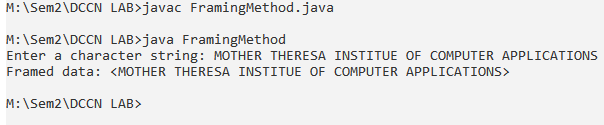 M:\Sem2\DCCN LAB>javac FramingMethod.java
M:\Sem2\DCCN LAB>java FramingMethod
Enter a character string: MOTHER THERESA INSTITUE OF COMPUTER APPLICATIONS
Framed data: <MOTHER THERESA INSTITUE OF COMPUTER APPLICATIONS>
M:\Sem2\DCCN LAB>